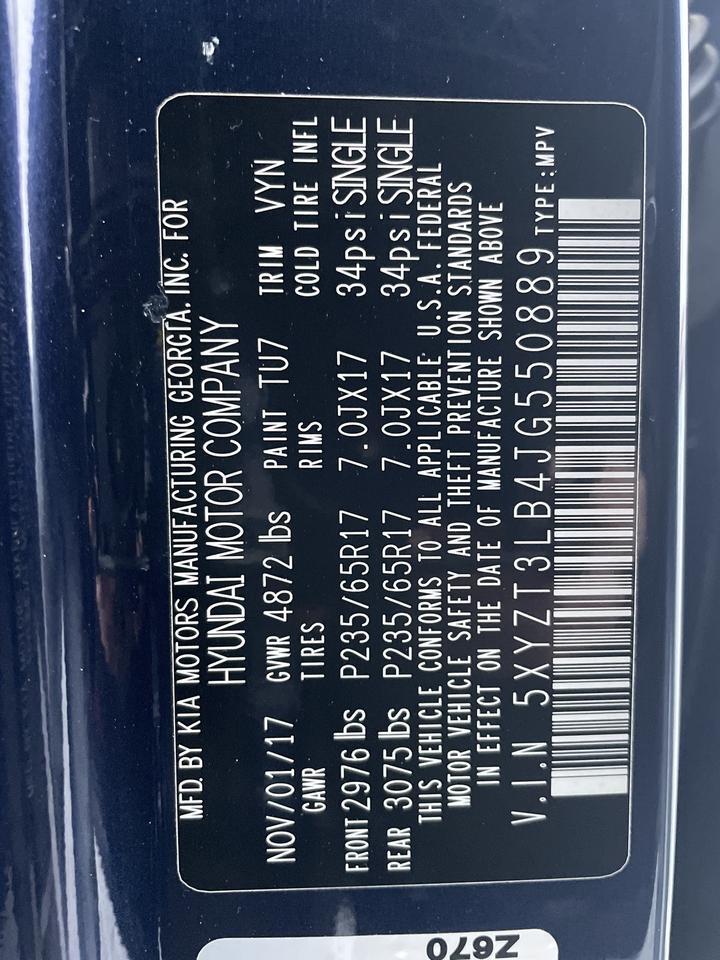 MFD. BY KIA MOTORS MANUFACTURING GEORGIA. INC. FOR
HYUNDAI MOTOR COMPANY
NOV/01/17 GVWR 4872 lbs PAINT TU7 TRIM VYN
GAWR TIRES RIMS COLD TIRE INFL
FRONT 2976 lbs P235/65R17 7.0JX17 34psi SINGLE
REAR 3075 lbs P235/65R17 7.0JX17 34psi SINGLE
THIS VEHICLE CONFORMS TO ALL APPLICABLE U.S.A. FEDERAL
MOTOR VEHICLE SAFETY AND THEFT PREVENTION STANDARDS
IN EFFECT ON THE DATE OF MANUFACTURE SHOWN ABOVE
V.I.N 5XYZT3LB4JG550889 TYPE:MPV
Z670